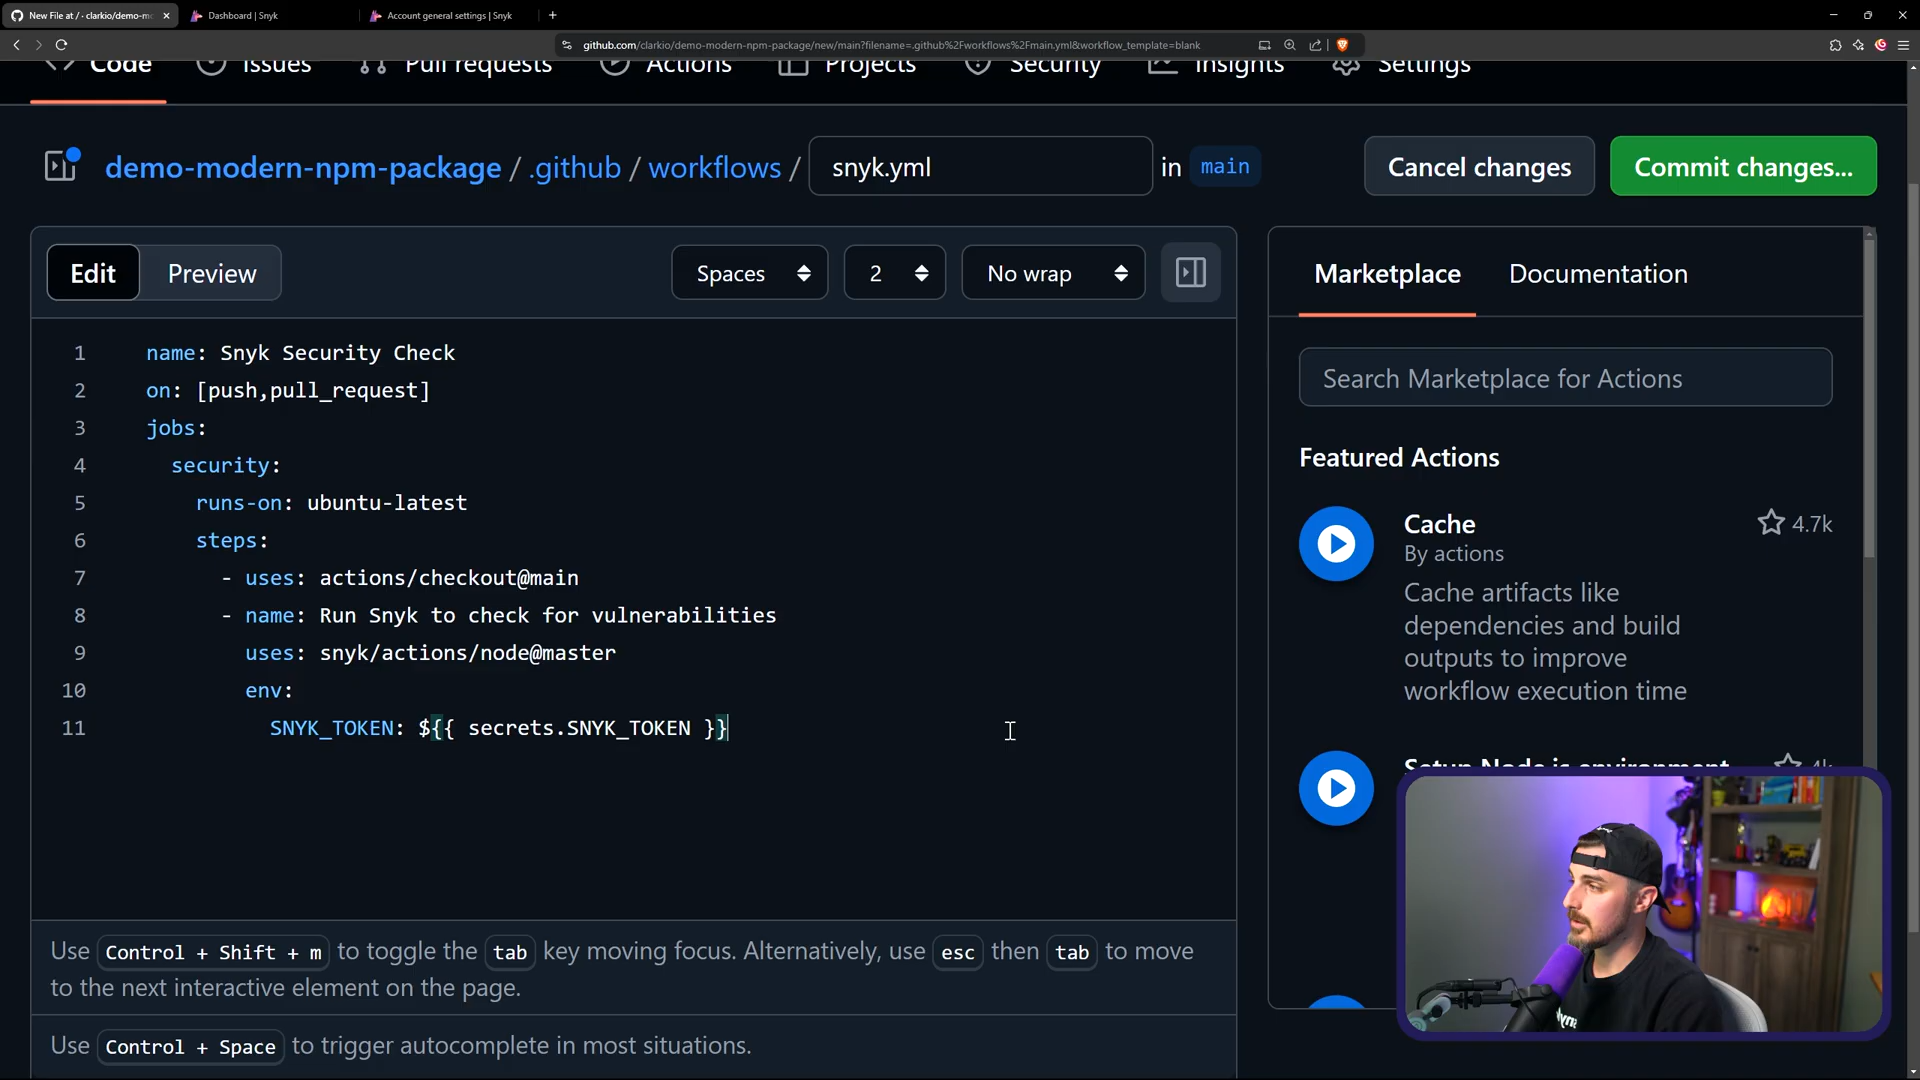 New File at / · clarkio/demo-mo
Dashboard | Snyk
Account general settings | Snyk
github.com/clarkio/demo-modern-npm-package/new/main?filename=.github%2Fworkflows%2Fmain.yml&workflow_template=blank
Code
Issues
Pull requests
Actions
Projects
Security
Insights
Settings
demo-modern-npm-package / .github / workflows / snyk.yml in main
Cancel changes
Commit changes...
Edit
Preview
Spaces
2
No wrap
1 name: Snyk Security Check
2 on: [push,pull_request]
3 jobs:
4 security:
5 runs-on: ubuntu-latest
6 steps:
7 - uses: actions/checkout@main
8 - name: Run Snyk to check for vulnerabilities
9 uses: snyk/actions/node@master
10 env:
11 SNYK_TOKEN: ${{ secrets.SNYK_TOKEN }}
Use Control + Shift + m to toggle the tab key moving focus. Alternatively, use esc then tab to move
to the next interactive element on the page.
Use Control + Space to trigger autocomplete in most situations.
Marketplace
Documentation
Search Marketplace for Actions
Featured Actions
Cache
4.7k
By actions
Cache artifacts like
dependencies and build
outputs to improve
workflow execution time
Setup Node.js environment
4k